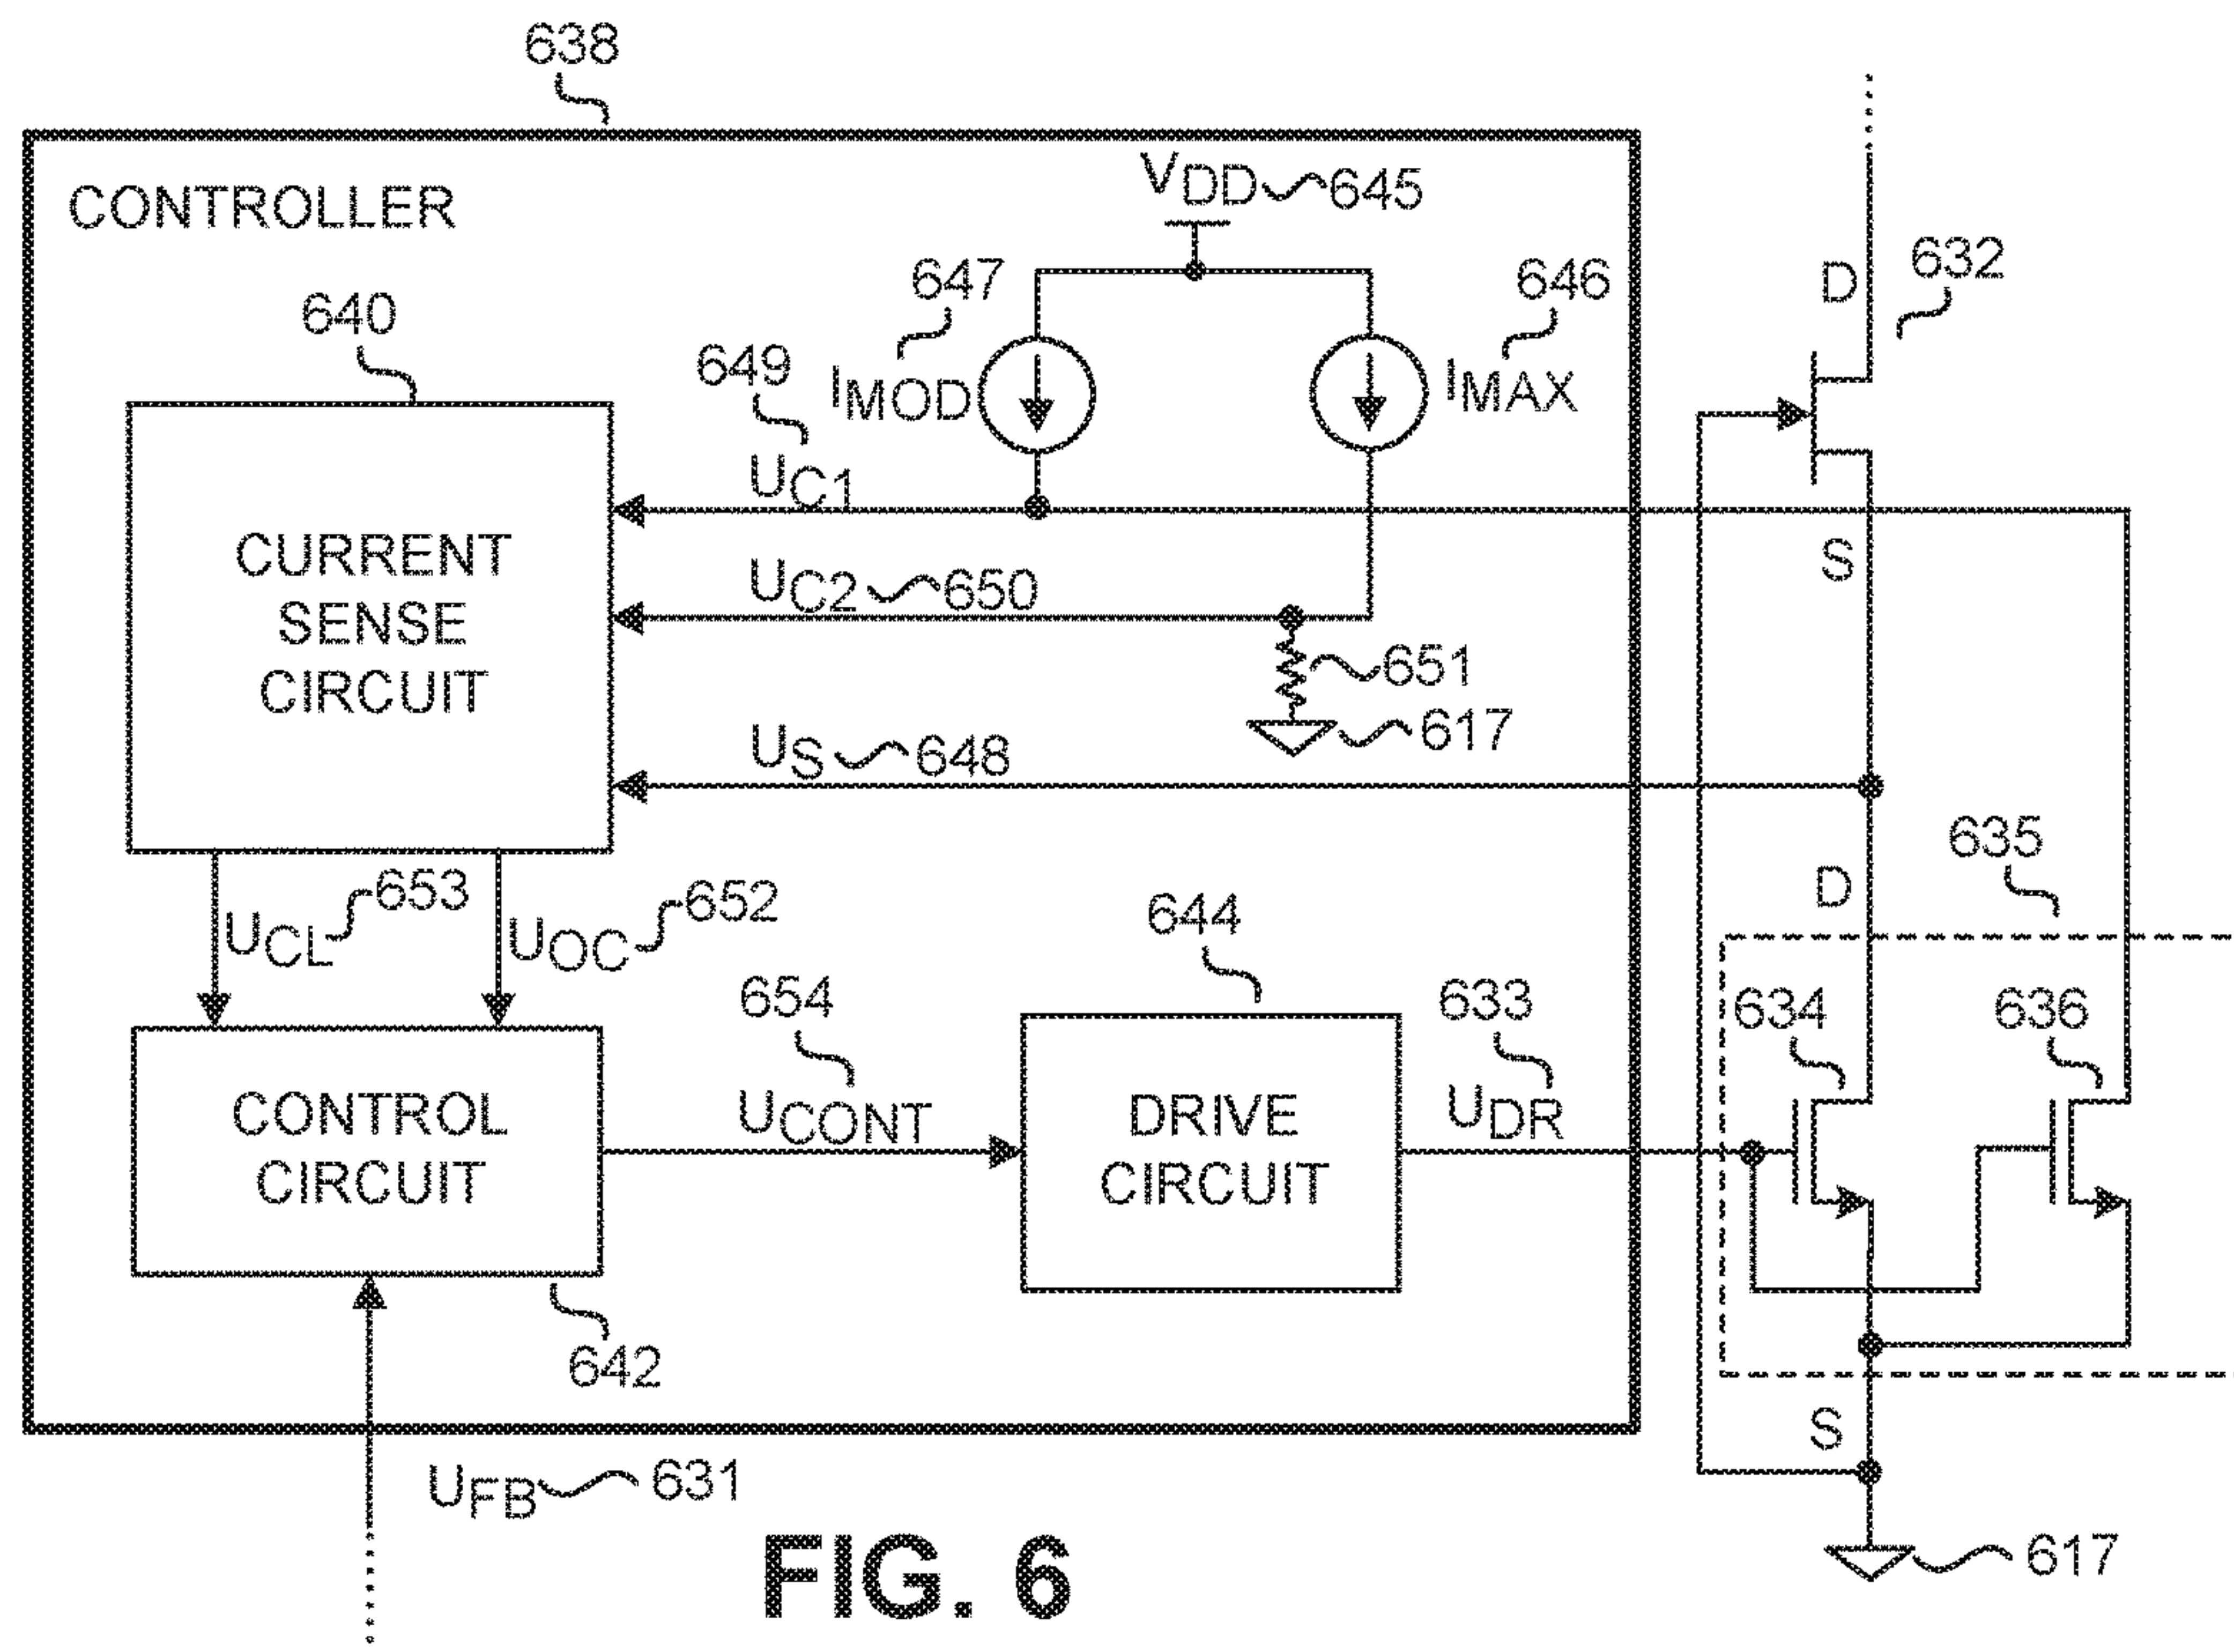 638
CONTROLLER
VDD 645
647
646
632
D
640
649
IMOD
IMAX
UC1
CURRENT
SENSE
CIRCUIT
UC2 650
S
651
617
US 648
635
D
653
652
UCL
UOC
644
634
636
654
633
CONTROL
CIRCUIT
UCONT
DRIVE
CIRCUIT
UDR
642
S
UFB 631
617
FIG. 6